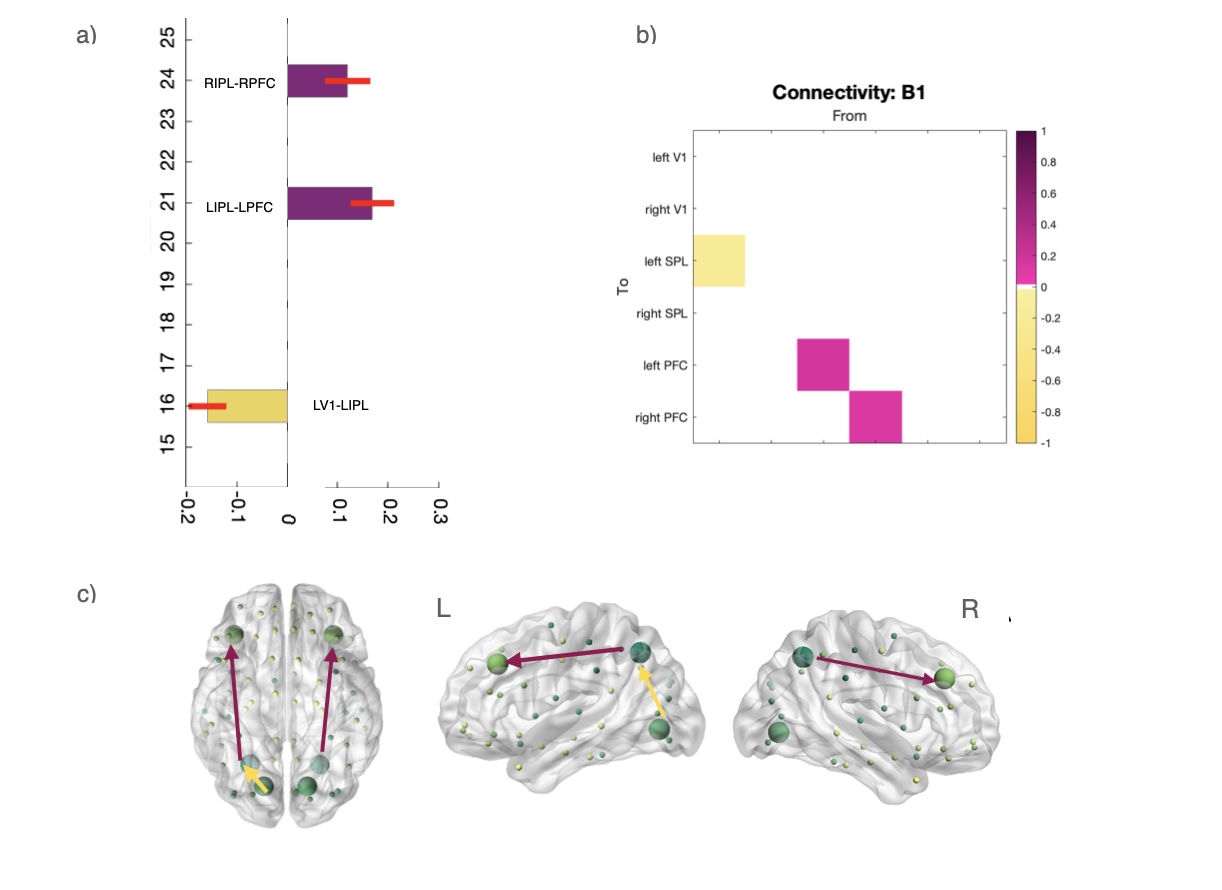 a)
25
24
23
22
21
20
19
18
17
16
15
RIPL-RPFC
LIPL-LPFC
LV1-LIPL
-0.2
-0.1
0
0.1
0.2
0.3
b)
Connectivity: B1
From
To
left V1
right V1
left SPL
right SPL
left PFC
right PFC
1
0.8
0.6
0.4
0.2
0
-0.2
-0.4
-0.6
-0.8
-1
c)
L
R